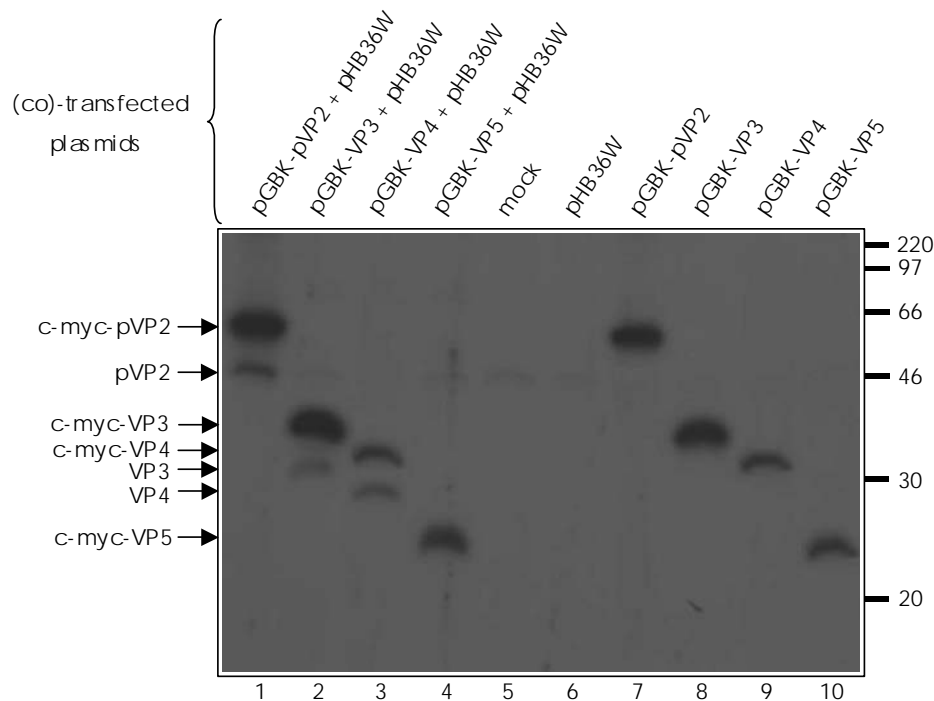 (co)-transfected
plasmids
pGBK-pVP2 + pHB36W
pGBK-VP3 + pHB36W
pGBK-VP4 + pHB36W
pGBK-VP5 + pHB36W
mock
pHB36W
pGBK-pVP2
pGBK-VP3
pGBK-VP4
pGBK-VP5
c-myc-pVP2
pVP2
c-myc-VP3
c-myc-VP4
VP3
VP4
c-myc-VP5
220
97
66
46
30
20
1 2 3 4 5 6 7 8 9 10